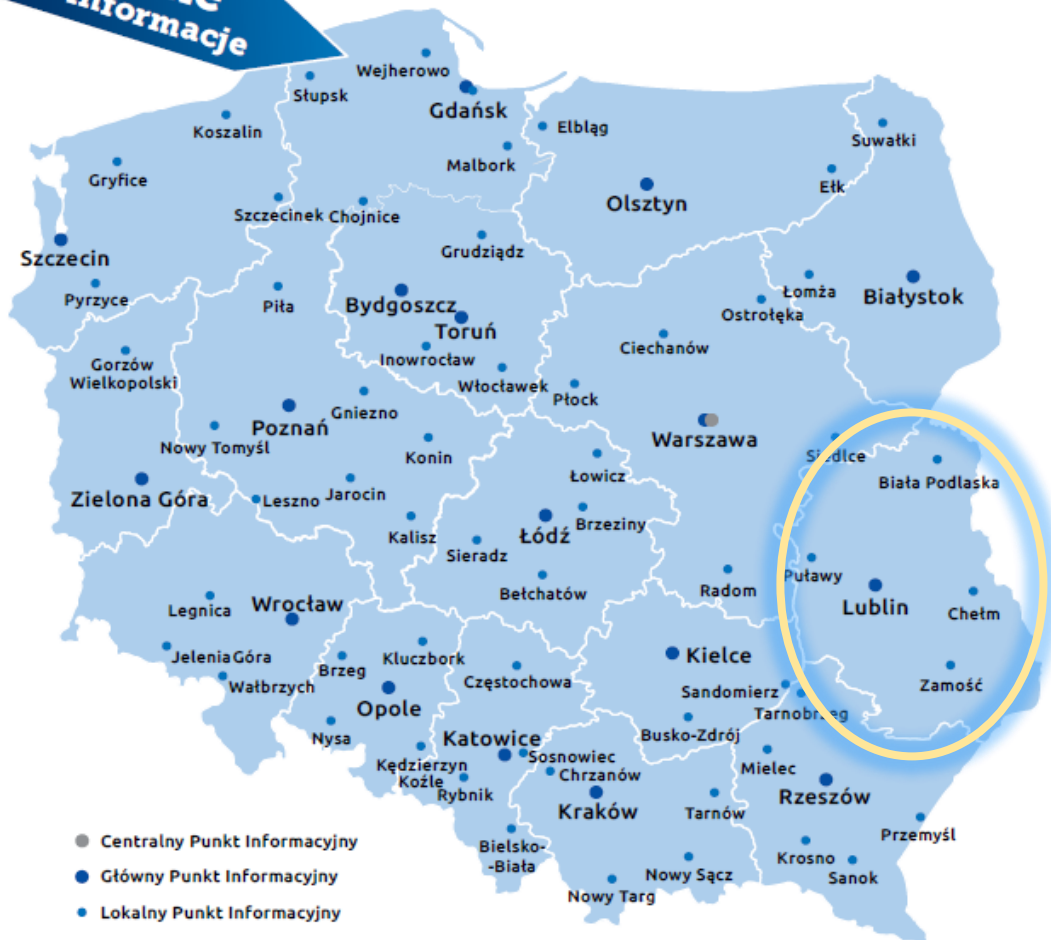 informacje
Wejherowo
Słupsk
Gdańsk
Koszalin
Elbląg
Suwałki
Malbork
Gryfice
Ełk
Olsztyn
Szczecinek
Chojnice
Grudziądz
Szczecin
Pyrzyce
Piła
Bydgoszcz
Łomża
Białystok
Ostrołęka
Toruń
Ciechanów
Inowrocław
Gorzów
Wielkopolski
Włocławek
Płock
Gniezno
Poznań
Warszawa
Nowy Tomyśl
Konin
Siedlce
Łowicz
Biała Podlaska
Zielona Góra
Leszno
Jarocin
Brzeziny
Kalisz
Łódź
Sieradz
Puławy
Bełchatów
Radom
Lublin
Legnica
Wrocław
Chełm
Jelenia Góra
Brzeg
Kluczbork
Kielce
Wałbrzych
Częstochowa
Zamość
Sandomierz
Opole
Tarnobrzeg
Nysa
Katowice
Busko-Zdrój
Sosnowiec
Kędzierzyn
Koźle
Chrzanów
Mielec
Rybnik
Kraków
Rzeszów
Tarnów
Przemyśl
Bielsko-
-Biała
Krosno
Sanok
Nowy Sącz
Nowy Targ
Centralny Punkt Informacyjny
Główny Punkt Informacyjny
Lokalny Punkt Informacyjny